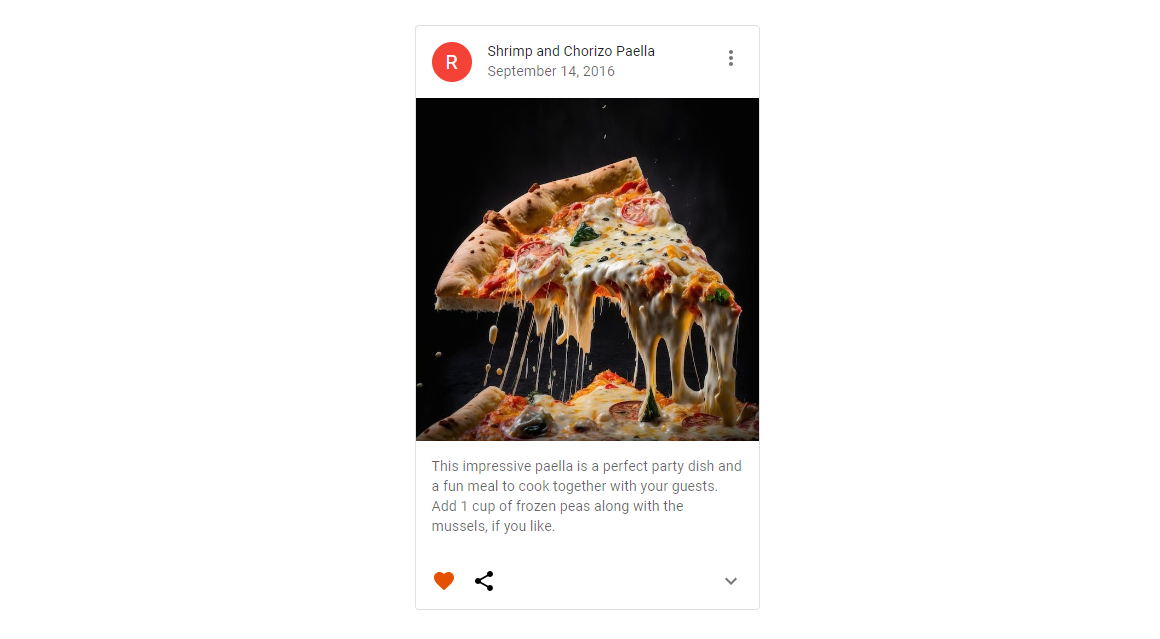 R
Shrimp and Chorizo Paella
September 14, 2016
This impressive paella is a perfect party dish and
a fun meal to cook together with your guests.
Add 1 cup of frozen peas along with the
mussels, if you like.